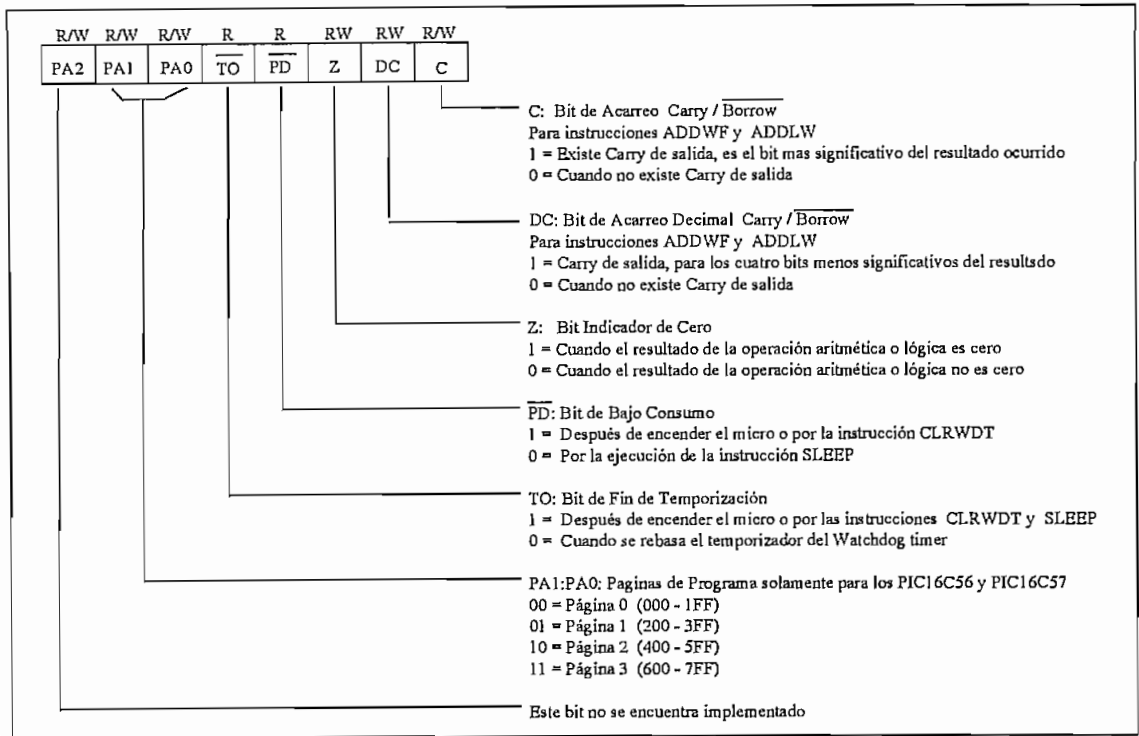 R/W R/W R/W R R RW RW R/W
PA2 PA1 PA0 T̅O̅ P̅D̅ Z DC C
C: Bit de Acarreo Carry / B̅o̅r̅r̅o̅w̅
Para instrucciones ADDWF y ADDLW
1 = Existe Carry de salida, es el bit mas significativo del resultado ocurrido
0 = Cuando no existe Carry de salida
DC: Bit de Acarreo Decimal Carry / B̅o̅r̅r̅o̅w̅
Para instrucciones ADDWF y ADDLW
1 = Carry de salida, para los cuatro bits menos significativos del resultado
0 = Cuando no existe Carry de salida
Z: Bit Indicador de Cero
1 = Cuando el resultado de la operación aritmética o lógica es cero
0 = Cuando el resultado de la operación aritmética o lógica no es cero
P̅D̅: Bit de Bajo Consumo
1 = Después de encender el micro o por la instrucción CLRWDT
0 = Por la ejecución de la instrucción SLEEP
TO: Bit de Fin de Temporización
1 = Después de encender el micro o por las instrucciones CLRWDT y SLEEP
0 = Cuando se rebasa el temporizador del Watchdog timer
PA1:PA0: Paginas de Programa solamente para los PIC16C56 y PIC16C57
00 = Página 0 (000 - 1FF)
01 = Página 1 (200 - 3FF)
10 = Página 2 (400 - 5FF)
11 = Página 3 (600 - 7FF)
Este bit no se encuentra implementado